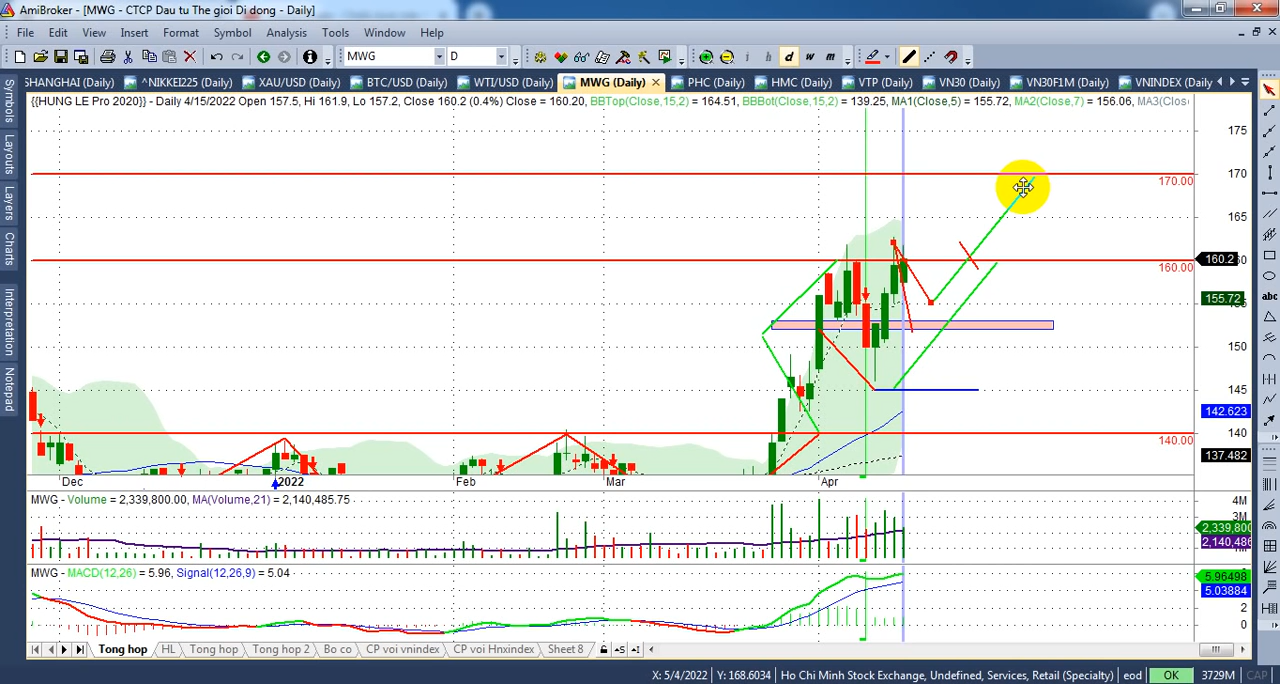 AmiBroker - [MWG - CTCP Dau tu The gioi Di dong - Daily]
File Edit View Insert Format Symbol Analysis Tools Window Help
MWG D i h d w m
SHANGHAI (Daily) ^NIKKEI225 (Daily) XAU/USD (Daily) BTC/USD (Daily) WTI/USD (Daily) MWG (Daily) PHC (Daily) HMC (Daily) VTP (Daily) VN30 (Daily) VN30F1M (Daily) VNINDEX (Daily)
{{HUNG LE Pro 2020}} - Daily 4/15/2022 Open 157.5, Hi 161.9, Lo 157.2, Close 160.2 (0.4%) Close = 160.20, BBTop(Close,15,2) = 164.51, BBBot(Close,15,2) = 139.25, MA1(Close,5) = 155.72, MA2(Close,7) = 156.06, MA3(Close
Symbols
Layouts
Layers
Charts
Interpretation
Notepad
abc
175
170
170.00
165
160.2
160.00
155.72
150
145
142.623
140
140.00
137.482
Dec 2022 Feb Mar Apr
MWG - Volume = 2,339,800.00, MA(Volume,21) = 2,140,485.75
4M
3M
2,339,800
2,140,486
MWG - MACD(12,26) = 5.96, Signal(12,26,9) = 5.04
5.96498
5.03884
2
0
Tong hop HL Tong hop Tong hop 2 Bo co CP voi vnindex CP voi Hnxindex Sheet 8
X: 5/4/2022 Y: 168.6034 Ho Chi Minh Stock Exchange, Undefined, Services, Retail (Specialty) eod OK 3729M CAP